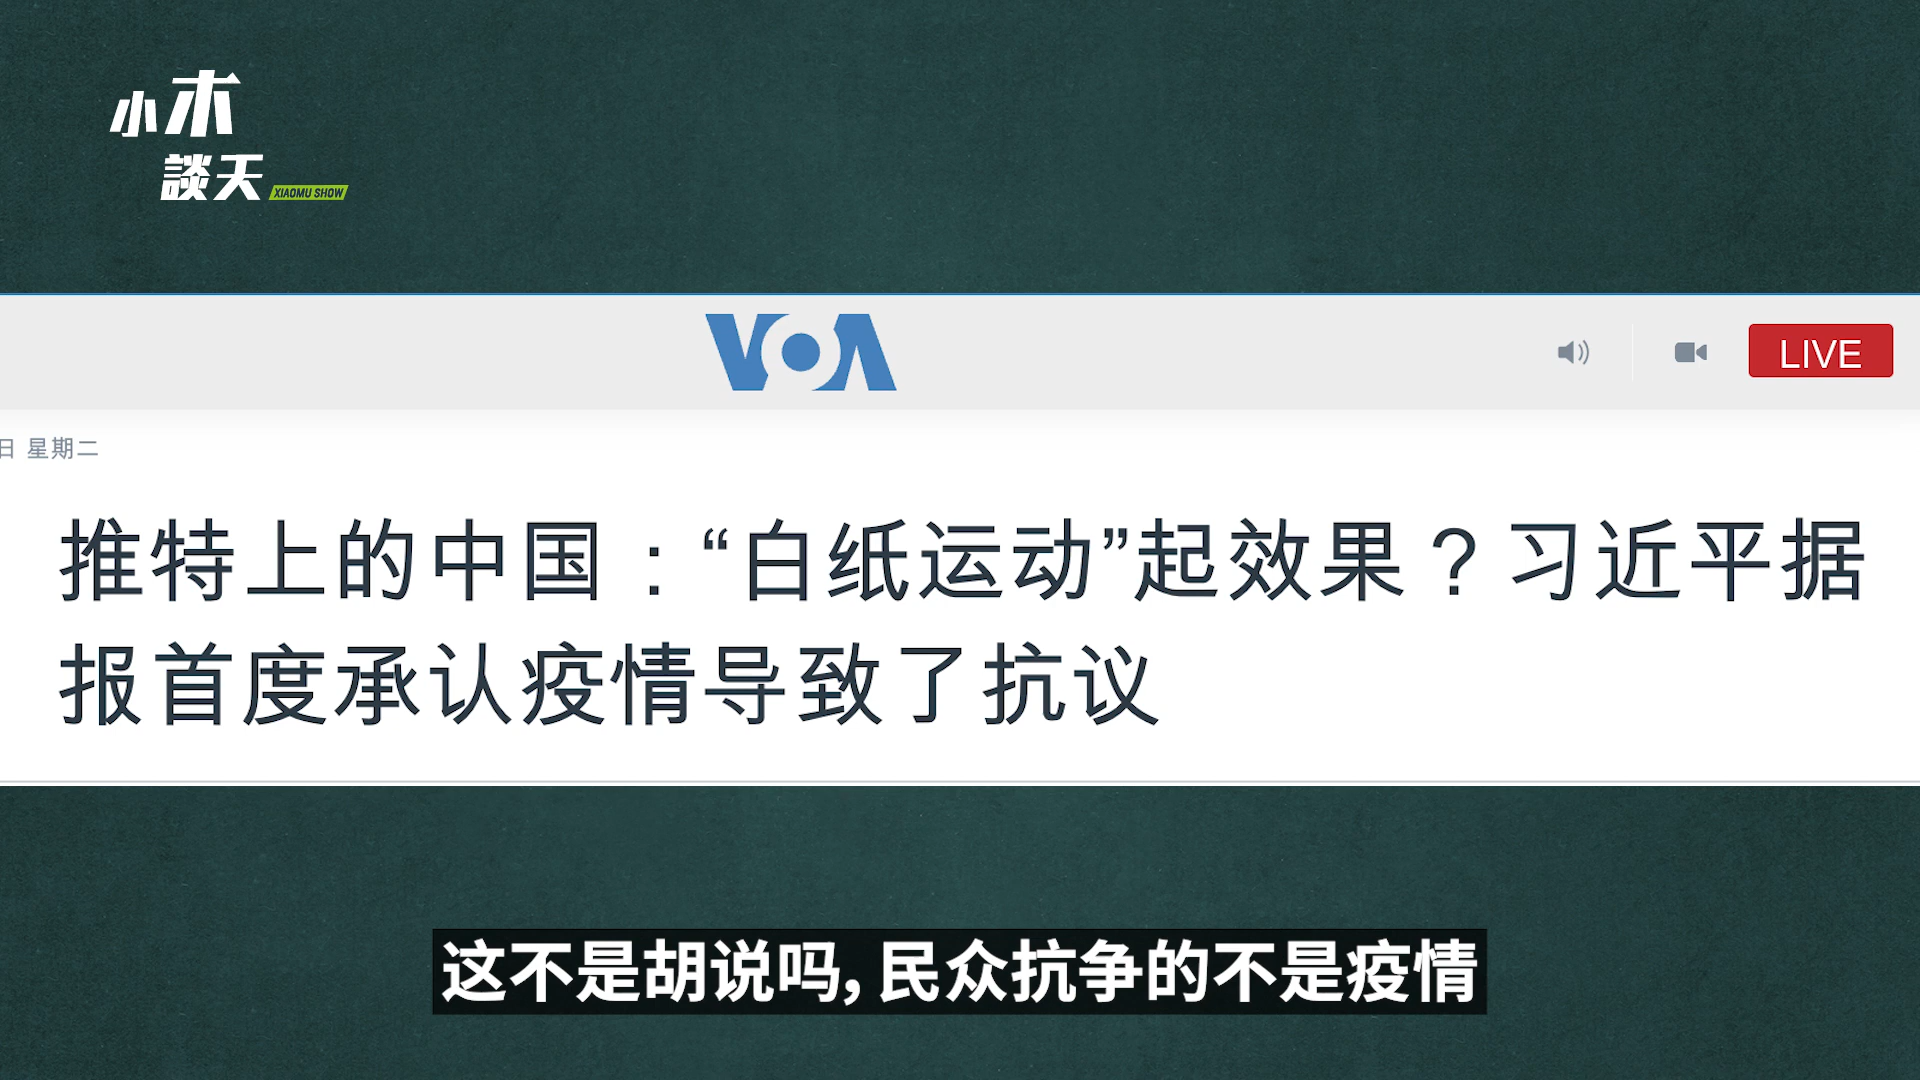 小木
談天 XIAOMU SHOW
VOA
LIVE
日 星期二
推特上的中国：“白纸运动”起效果？习近平据
报首度承认疫情导致了抗议
这不是胡说吗，民众抗争的不是疫情